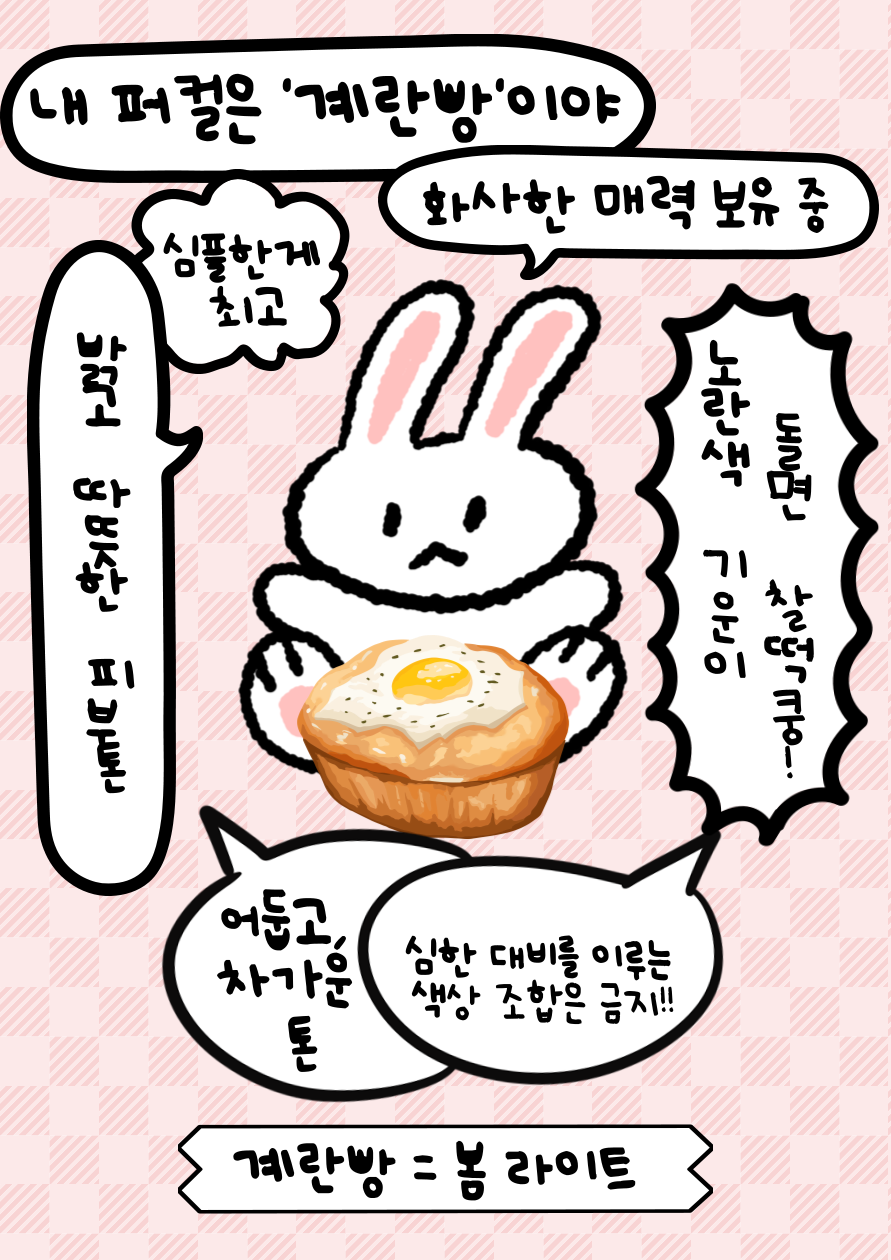 내 퍼컬은 '계란빵'이야
화사한 매력 보유 중
심플한게
최고
밝고 따뜻한 피부톤
노란색 기운이
돌면 찰떡쿵!
어둡고,
차가운
톤
심한 대비를 이루는
색상 조합은 금지!!
계란빵 = 봄 라이트